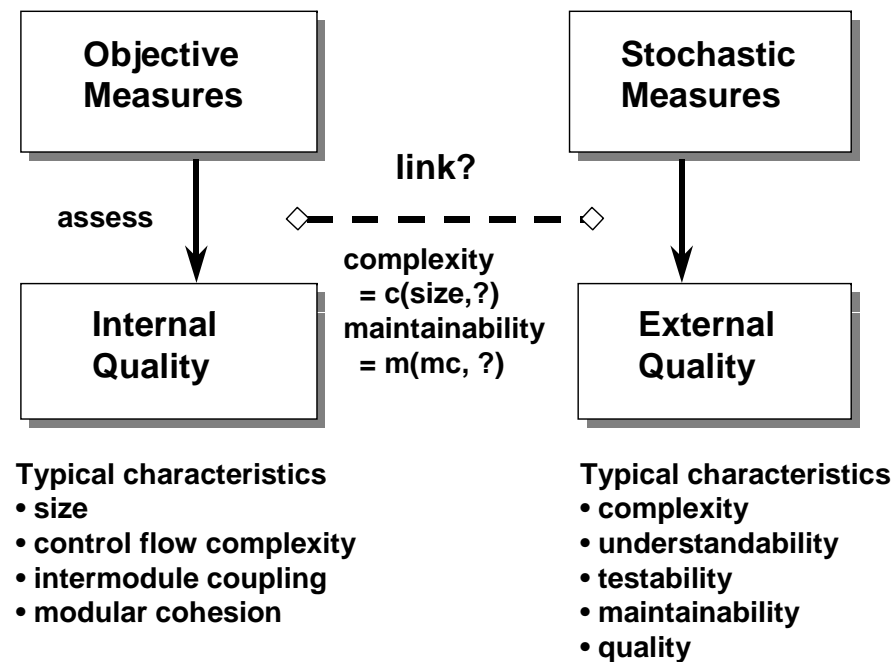 Objective
Measures
Stochastic
Measures
link?
assess
complexity
= c(size,?)
maintainability
= m(mc, ?)
Internal
Quality
External
Quality
Typical characteristics
• size
• control flow complexity
• intermodule coupling
• modular cohesion
Typical characteristics
• complexity
• understandability
• testability
• maintainability
• quality